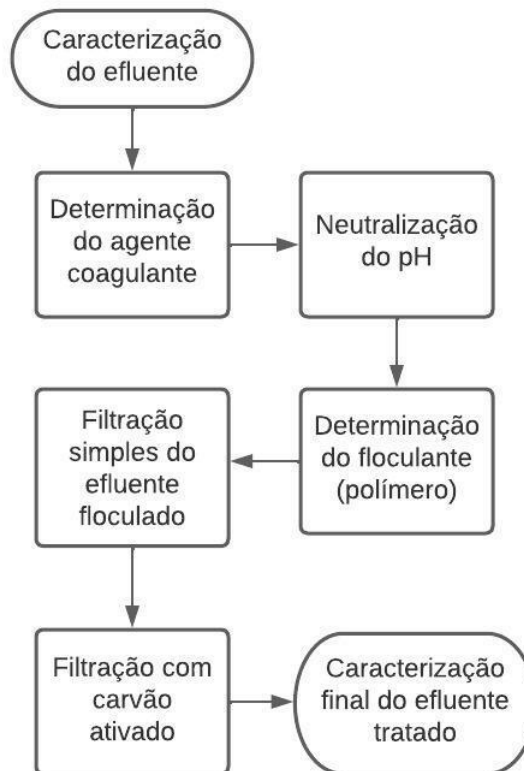 Caracterização
do efluente
Determinação
do agente
coagulante
Neutralização
do pH
Determinação
do floculante
(polímero)
Filtração
simples do
efluente
floculado
Filtração com
carvão
ativado
Caracterização
final do efluente
tratado